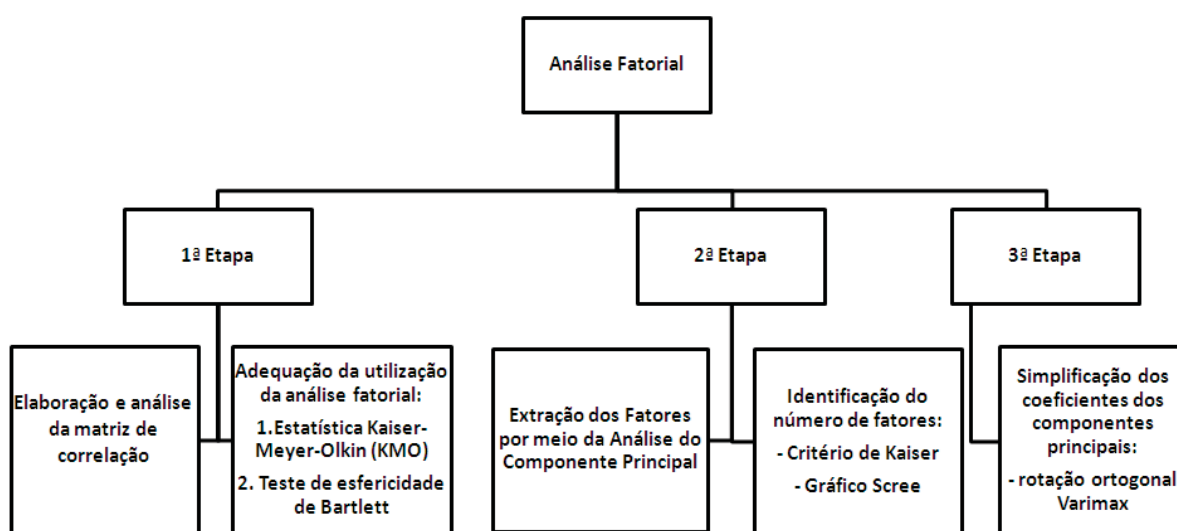 Análise Fatorial
1ª Etapa
2ª Etapa
3ª Etapa
Elaboração e análise
da matriz de
correlação
Adequação da utilização
da análise fatorial:
1.Estatística Kaiser-
Meyer-Olkin (KMO)
2. Teste de esfericidade
de Bartlett
Extração dos Fatores
por meio da Análise do
Componente Principal
Identificação do
número de fatores:
- Critério de Kaiser
- Gráfico Scree
Simplificação dos
coeficientes dos
componentes
principais:
- rotação ortogonal
Varimax